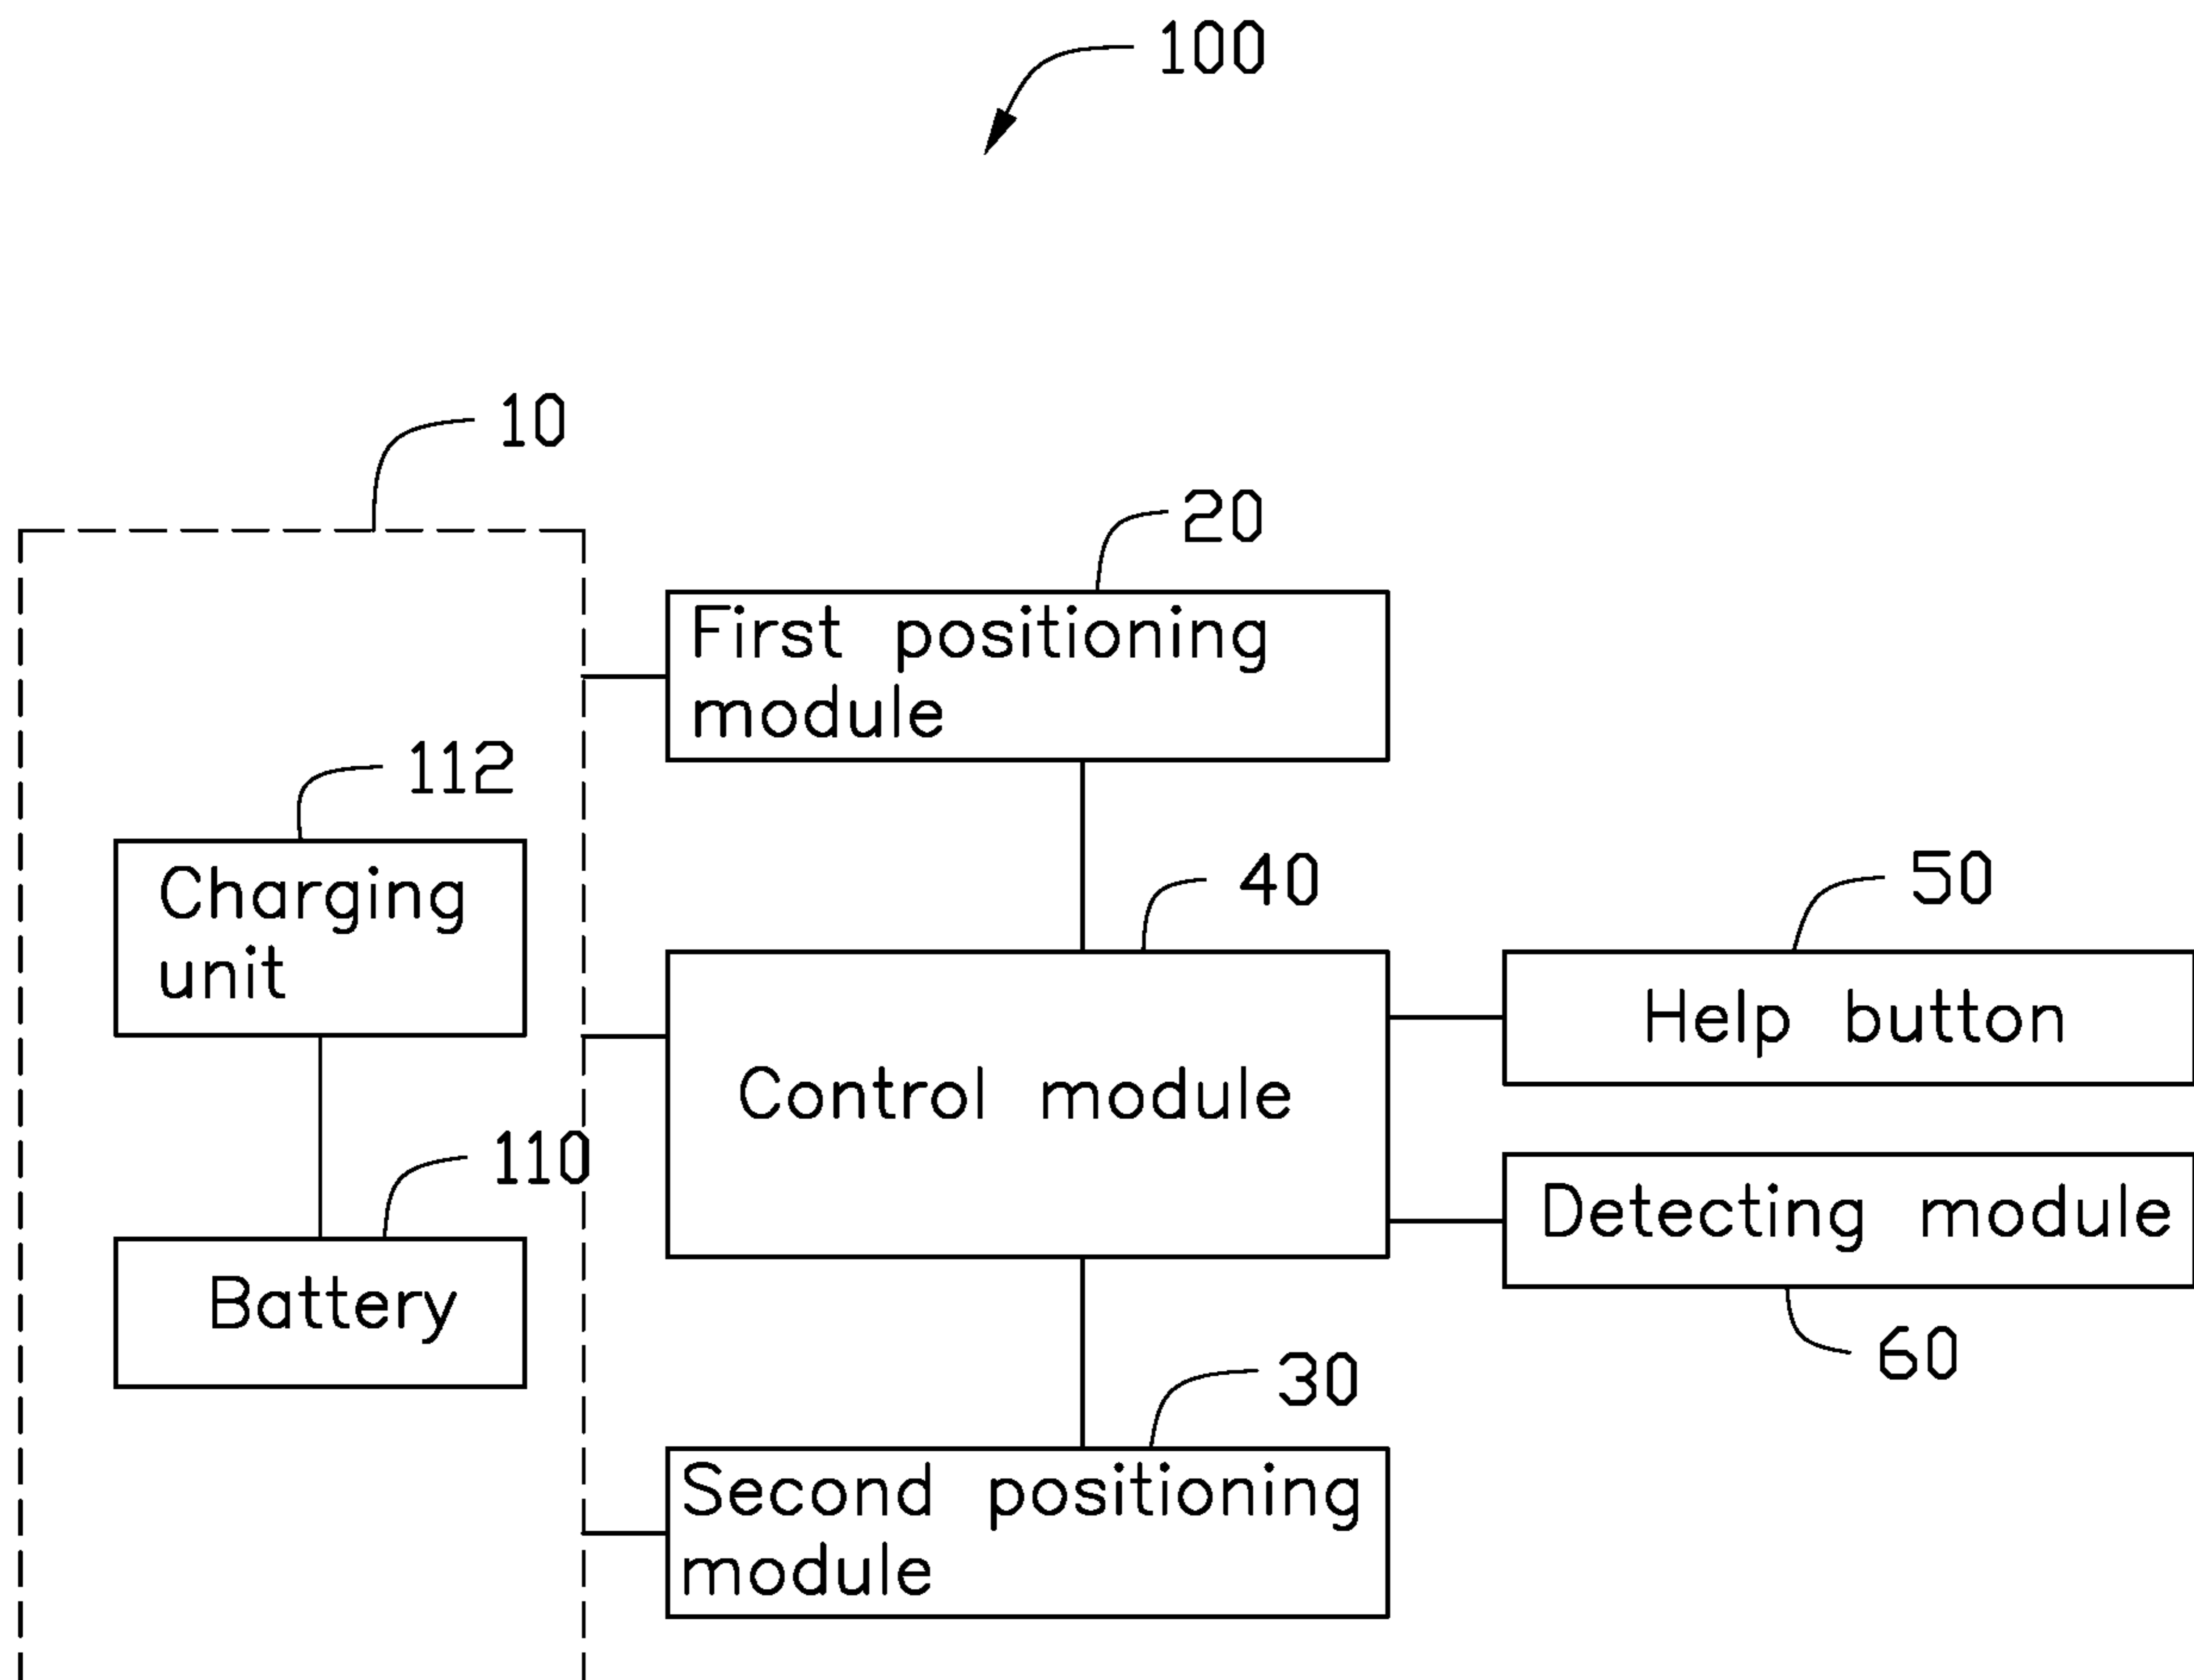 100
10
20
First positioning
module
112
Charging
unit
40
50
Control module
Help button
110
Detecting module
Battery
60
30
Second positioning
module